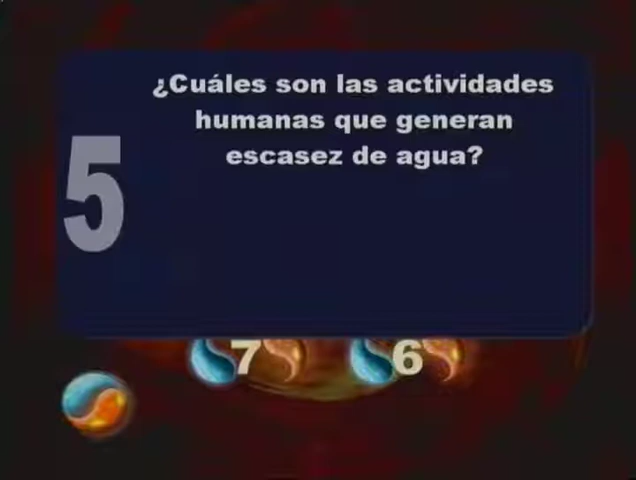 ¿Cuáles son las actividades
humanas que generan
escasez de agua?
5
7 6